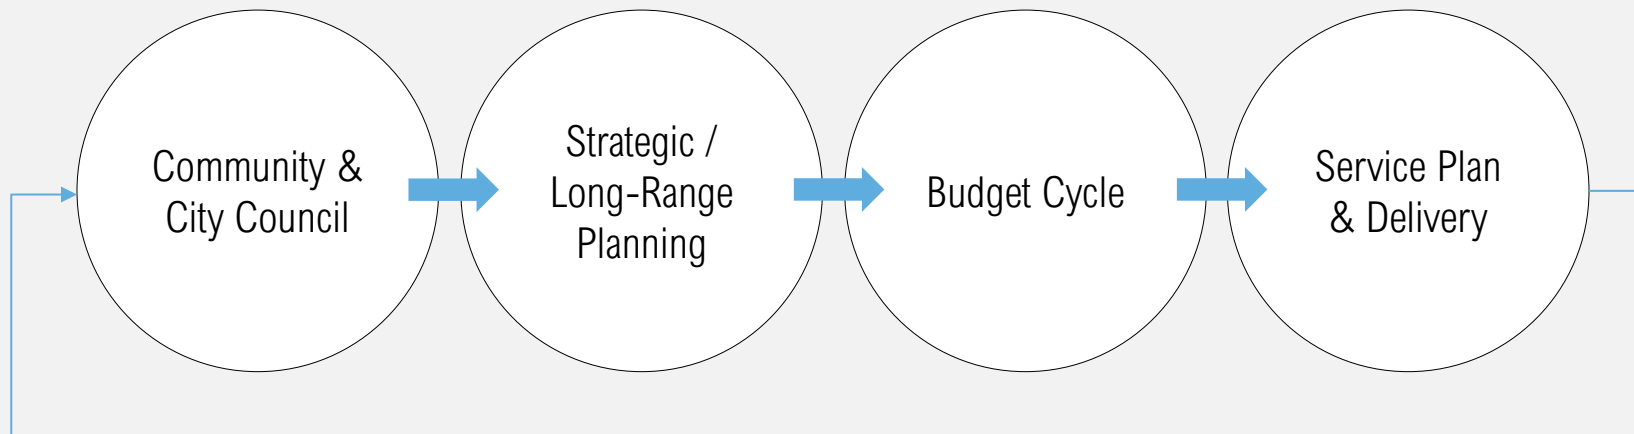 Community &
City Council
Strategic /
Long-Range
Planning
Budget Cycle
Service Plan
& Delivery